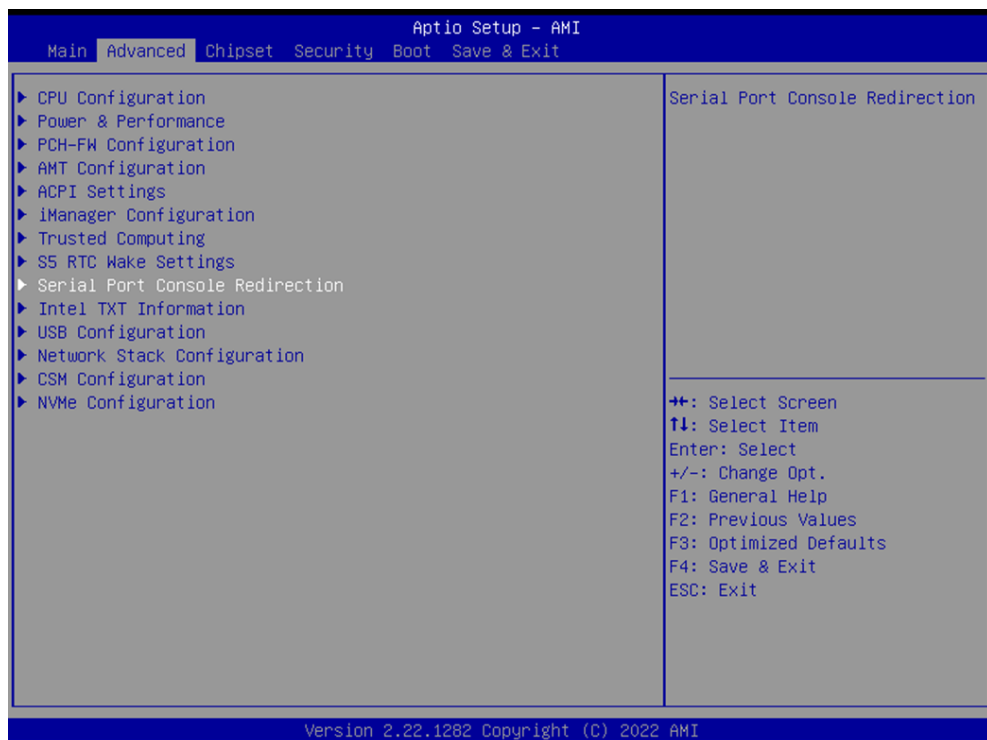 Aptio Setup – AMI
Main Advanced Chipset Security Boot Save & Exit
▶ CPU Configuration
▶ Power & Performance
▶ PCH-FW Configuration
▶ AMT Configuration
▶ ACPI Settings
▶ iManager Configuration
▶ Trusted Computing
▶ S5 RTC Wake Settings
▶ Serial Port Console Redirection
▶ Intel TXT Information
▶ USB Configuration
▶ Network Stack Configuration
▶ CSM Configuration
▶ NVMe Configuration
Serial Port Console Redirection
→←: Select Screen
↑↓: Select Item
Enter: Select
+/-: Change Opt.
F1: General Help
F2: Previous Values
F3: Optimized Defaults
F4: Save & Exit
ESC: Exit
Version 2.22.1282 Copyright (C) 2022 AMI